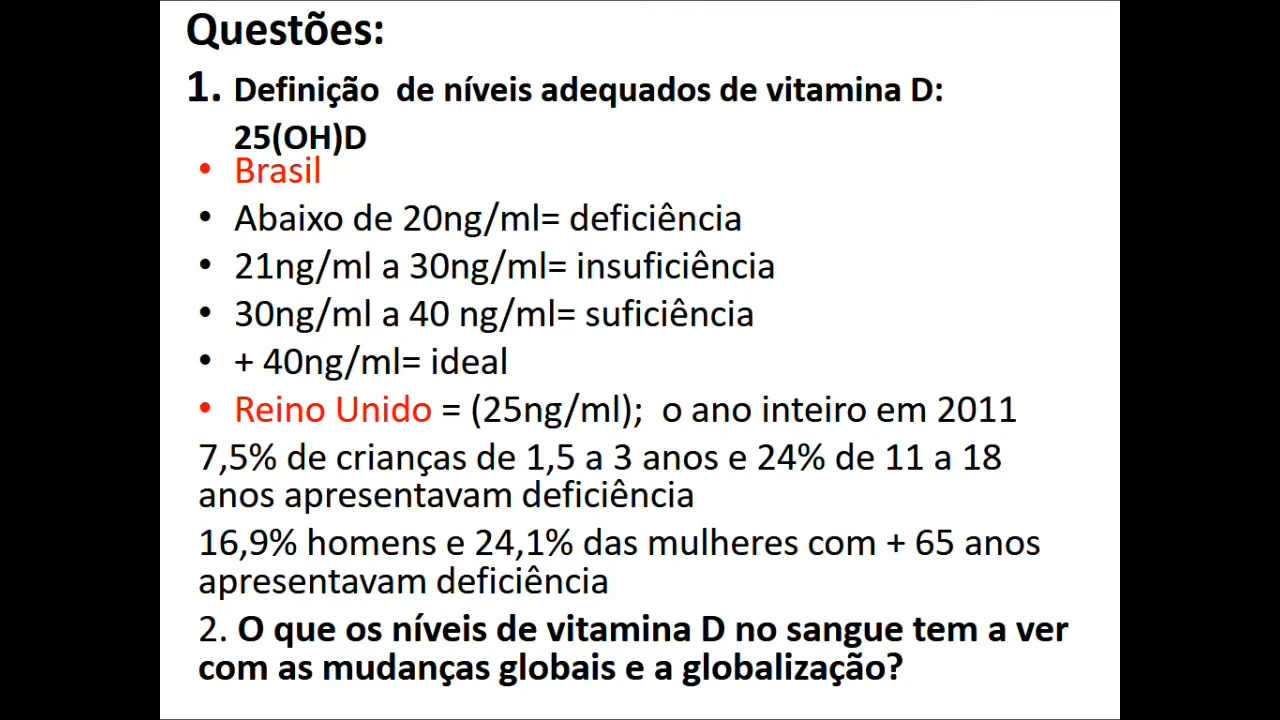 Questões:
1. Definição de níveis adequados de vitamina D:
25(OH)D
• Brasil
• Abaixo de 20ng/ml= deficiência
• 21ng/ml a 30ng/ml= insuficiência
• 30ng/ml a 40 ng/ml= suficiência
• + 40ng/ml= ideal
• Reino Unido = (25ng/ml); o ano inteiro em 2011
7,5% de crianças de 1,5 a 3 anos e 24% de 11 a 18
anos apresentavam deficiência
16,9% homens e 24,1% das mulheres com + 65 anos
apresentavam deficiência
2. O que os níveis de vitamina D no sangue tem a ver
com as mudanças globais e a globalização?